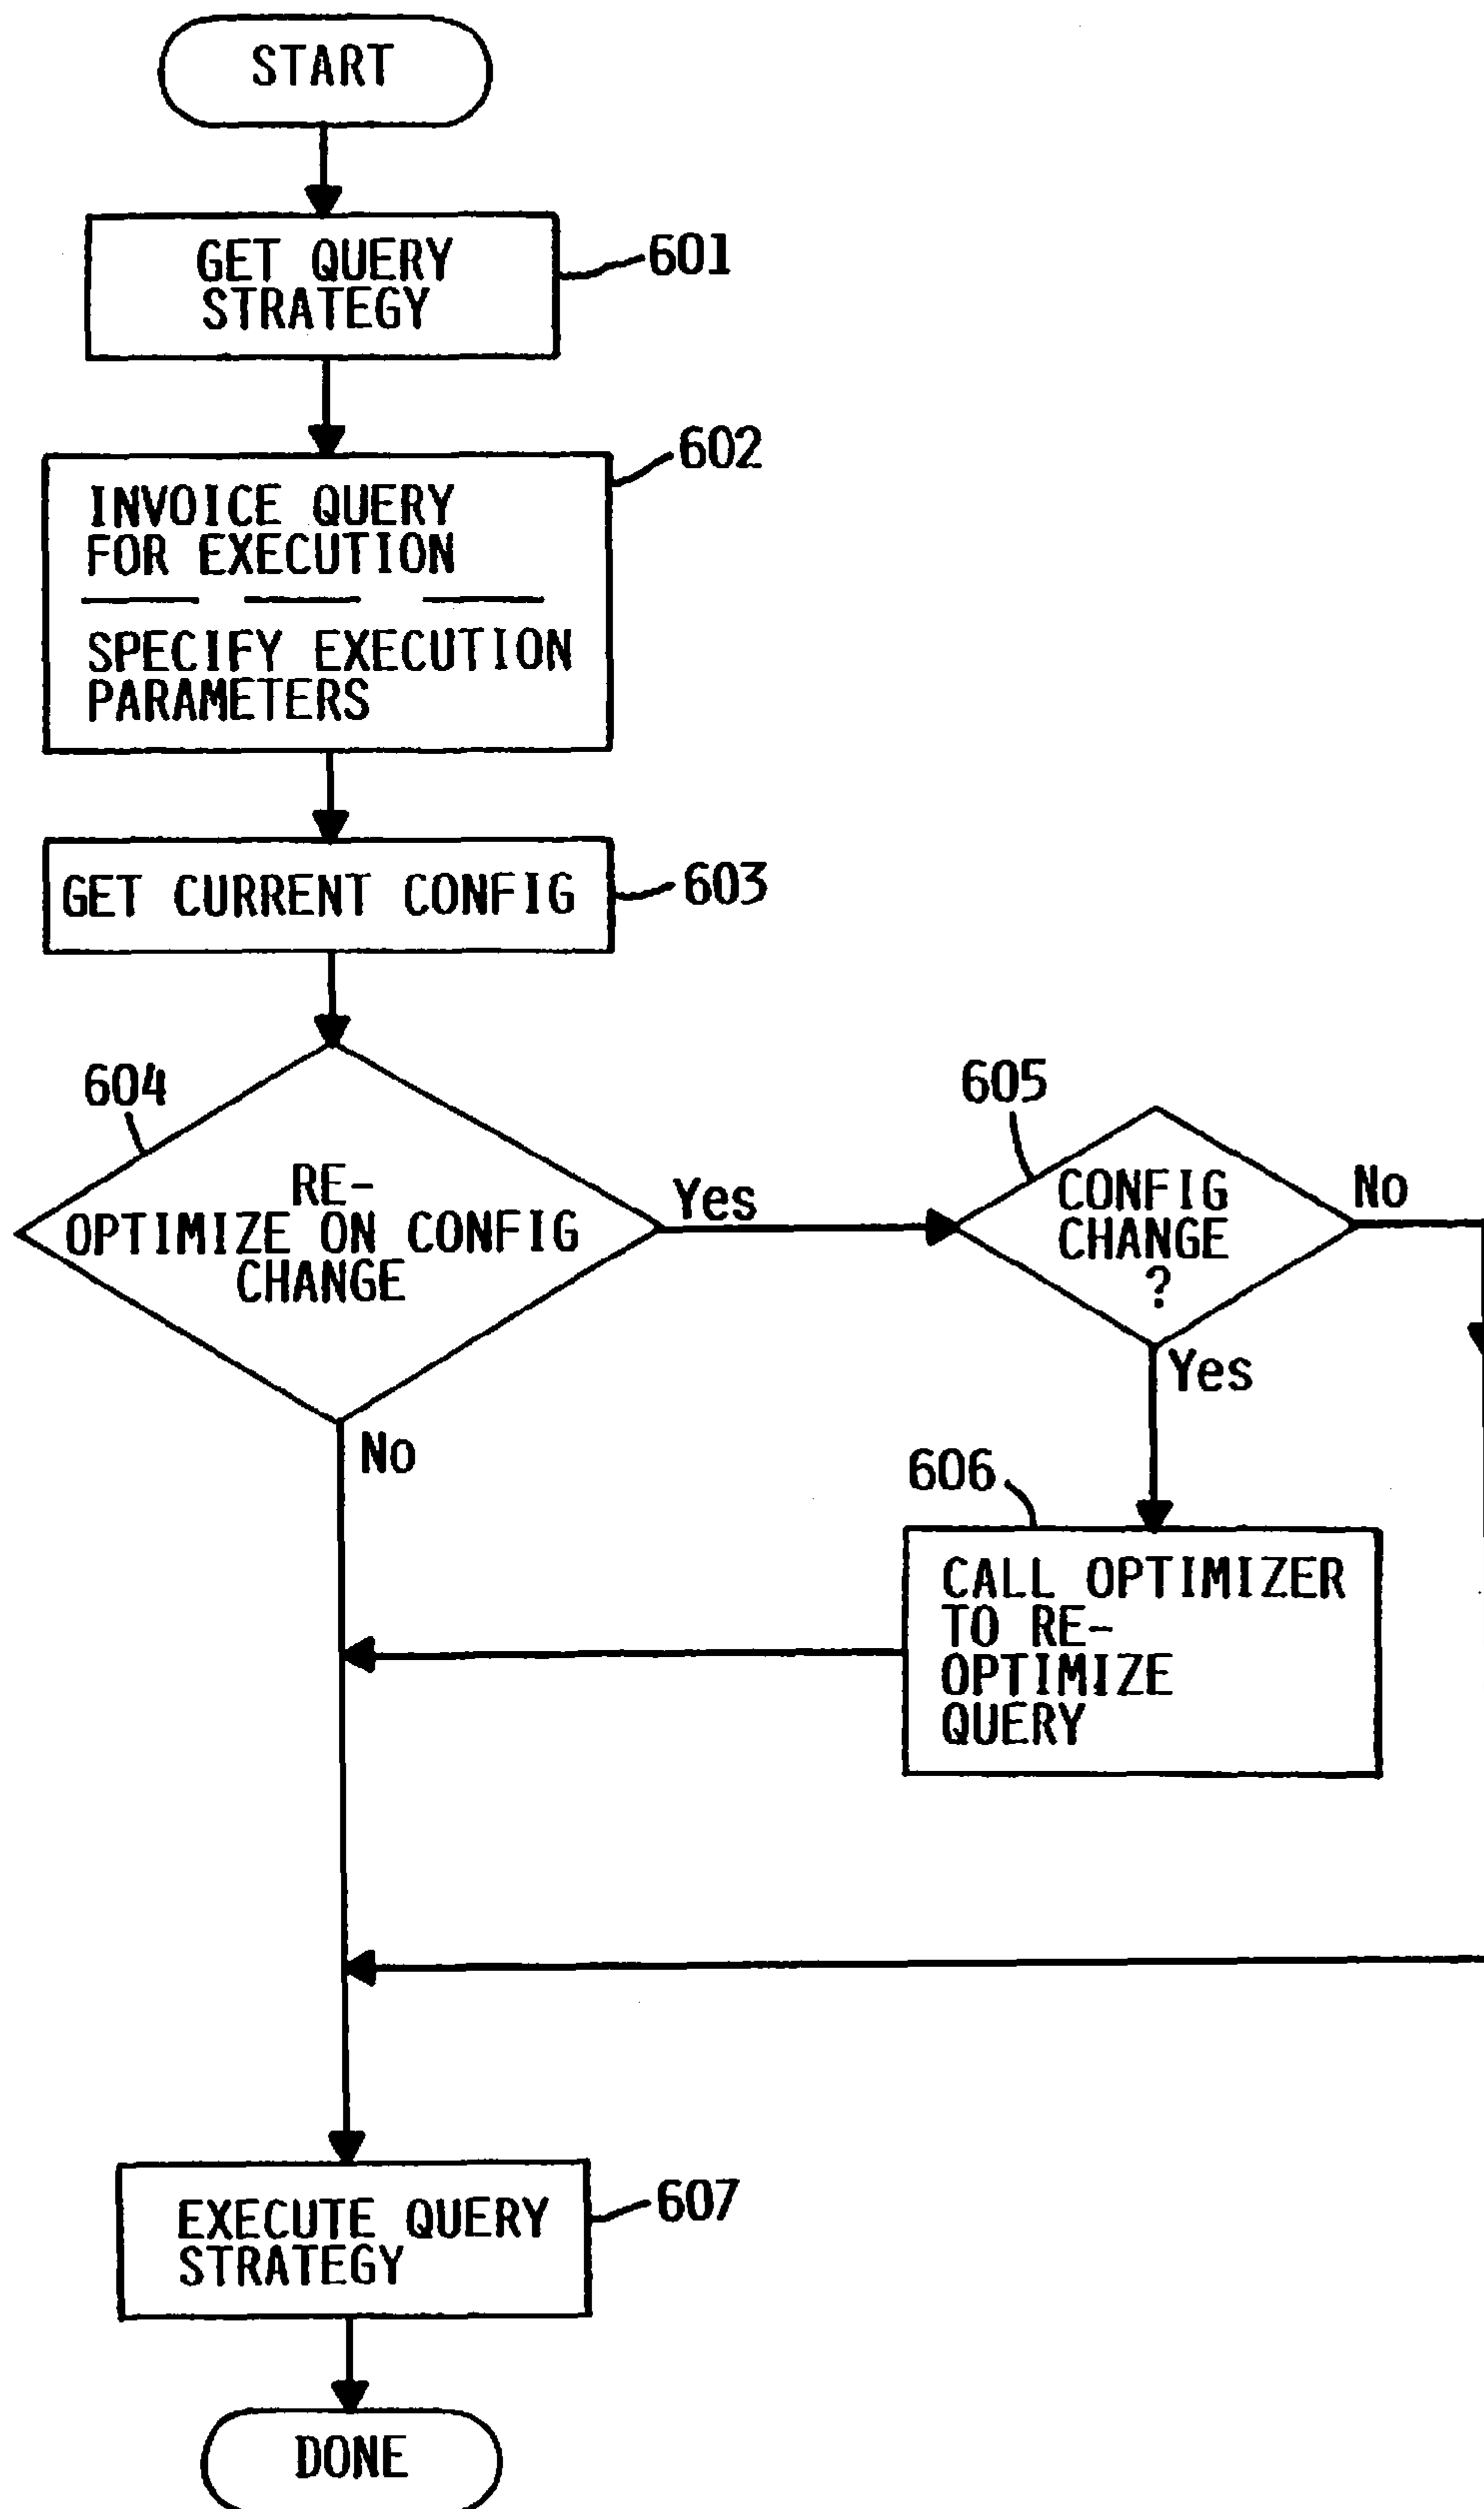 START
GET QUERY
STRATEGY
601
602
INVOICE QUERY
FOR EXECUTION
SPECIFY EXECUTION
PARAMETERS
GET CURRENT CONFIG
603
604
RE-
OPTIMIZE ON CONFIG
CHANGE
Yes
No
605
CONFIG
CHANGE
?
No
Yes
606
CALL OPTIMIZER
TO RE-
OPTIMIZE
QUERY
EXECUTE QUERY
STRATEGY
607
DONE